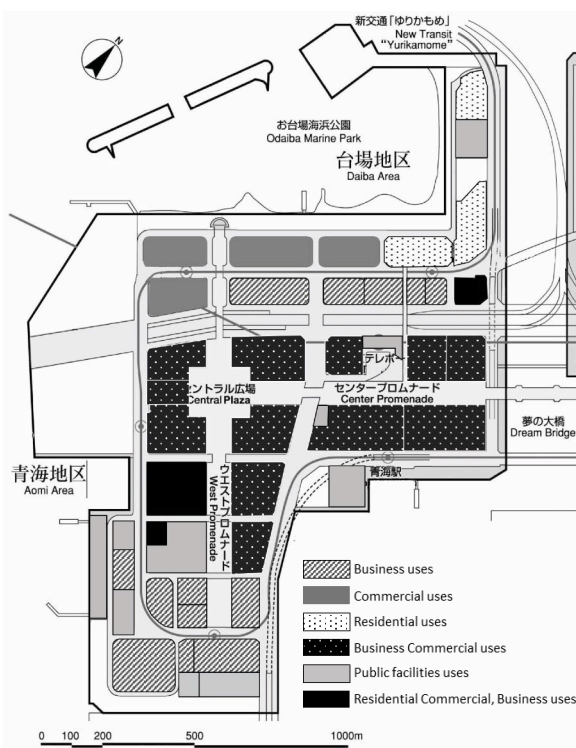 新交通「ゆりかもめ」
New Transit
"Yurikamome"
N
お台場海浜公園
Odaiba Marine Park
台場地区
Daiba Area
テレポー
セントラル広場
Central Plaza
センタープロムナード
Center Promenade
夢の大橋
Dream Bridge
青海地区
Aomi Area
ウエストプロムナード
West Promenade
青海駅
Business uses
Commercial uses
Residential uses
Business Commercial uses
Public facilities uses
Residential Commercial, Business uses
0 100 200 500 1000m